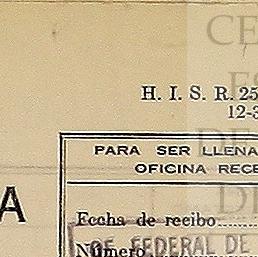 H. I. S. R. 25
12-3
PARA SER LLENA
OFICINA RECE
A
Fecha de recibo
Número
DE FEDERAL DE